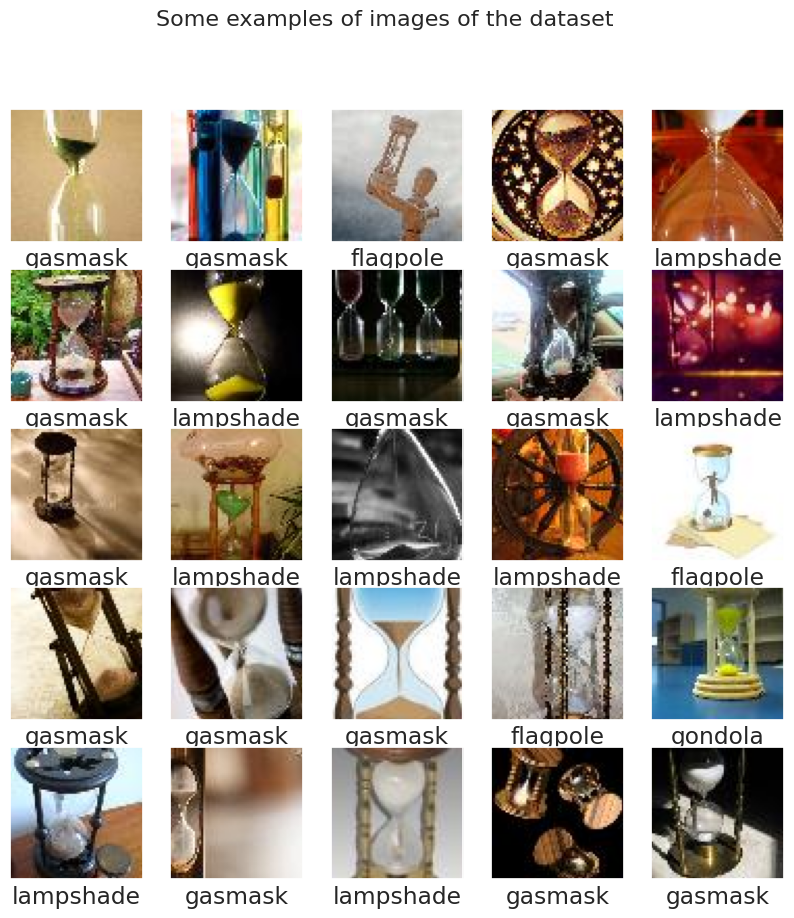 Some examples of images of the dataset
gasmask gasmask flagpole gasmask lampshade
gasmask lampshade gasmask gasmask lampshade
gasmask lampshade lampshade lampshade flagpole
gasmask gasmask gasmask flagpole gondola
lampshade gasmask lampshade gasmask gasmask